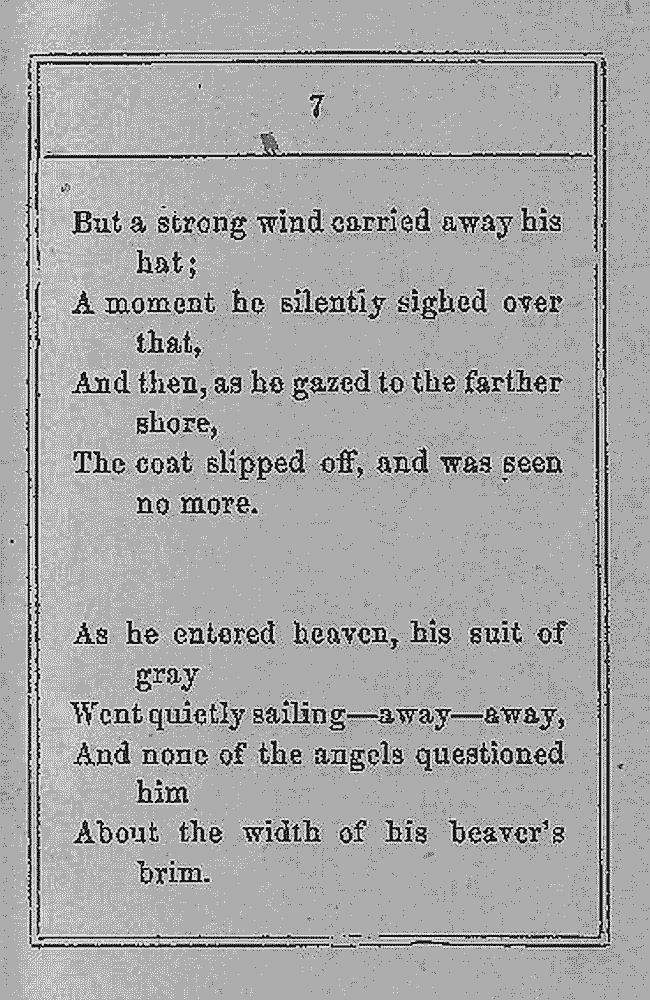 7
But a strong wind carried away his
hat;
A moment he silently sighed over
that,
And then, as he gazed to the farther
shore,
The coat slipped off, and was seen
no more.
As he entered heaven, his suit of
gray
Went quietly sailing—away—away,
And none of the angels questioned
him
About the width of his beaver's
brim.